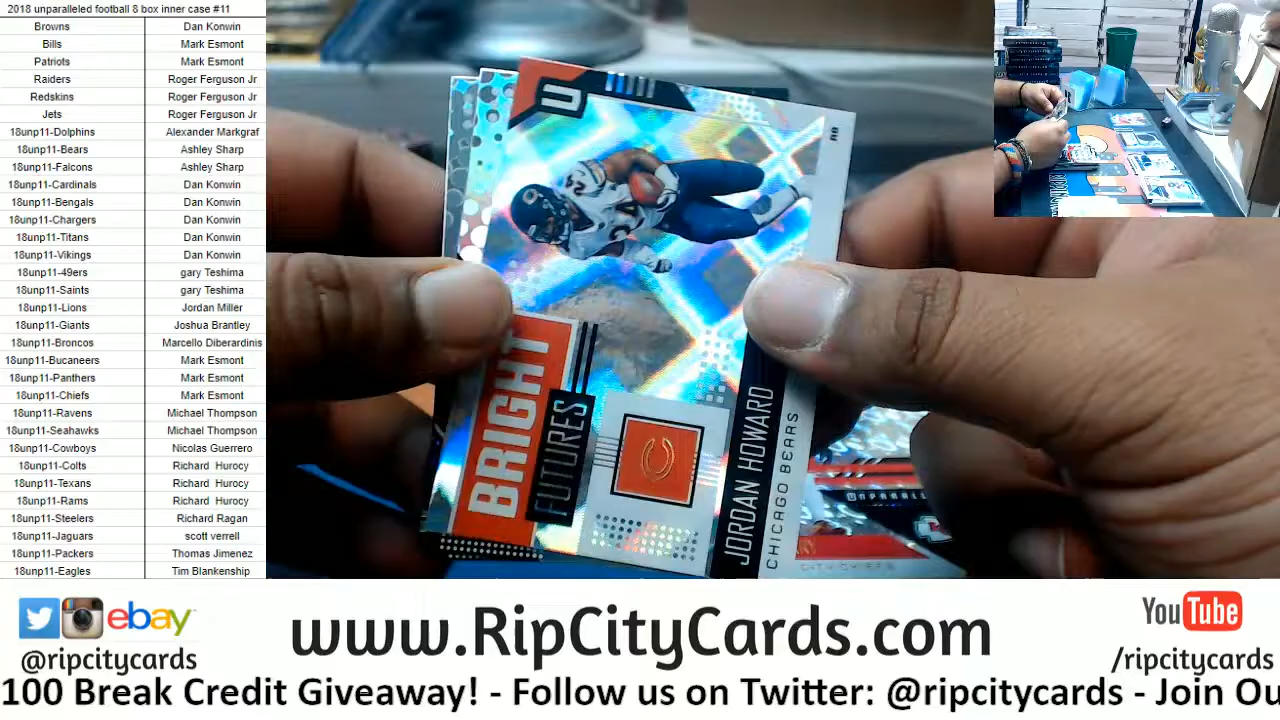 2018 unparalleled football 8 box inner case #11
Browns Dan Konwin
Bills Mark Esmont
Patriots Mark Esmont
Raiders Roger Ferguson Jr
Redskins Roger Ferguson Jr
Jets Roger Ferguson Jr
18unp11-Dolphins Alexander Markgraf
18unp11-Bears Ashley Sharp
18unp11-Falcons Ashley Sharp
18unp11-Cardinals Dan Konwin
18unp11-Bengals Dan Konwin
18unp11-Chargers Dan Konwin
18unp11-Titans Dan Konwin
18unp11-Vikings Dan Konwin
18unp11-49ers gary Teshima
18unp11-Saints gary Teshima
18unp11-Lions Jordan Miller
18unp11-Giants Joshua Brantley
18unp11-Broncos Marcello Diberardinis
18unp11-Bucaneers Mark Esmont
18unp11-Panthers Mark Esmont
18unp11-Chiefs Mark Esmont
18unp11-Ravens Michael Thompson
18unp11-Seahawks Michael Thompson
18unp11-Cowboys Nicolas Guerrero
18unp11-Colts Richard Hurocy
18unp11-Texans Richard Hurocy
18unp11-Rams Richard Hurocy
18unp11-Steelers Richard Ragan
18unp11-Jaguars scott verrell
18unp11-Packers Thomas Jimenez
18unp11-Eagles Tim Blankenship
U
RB
24
BRIGHT
FUTURES
C
JORDAN HOWARD
CHICAGO BEARS
CITY CHIEFS
ebay
@ripcitycards
www.RipCityCards.com
YouTube
/ripcitycards
100 Break Credit Giveaway! - Follow us on Twitter: @ripcitycards - Join Ou